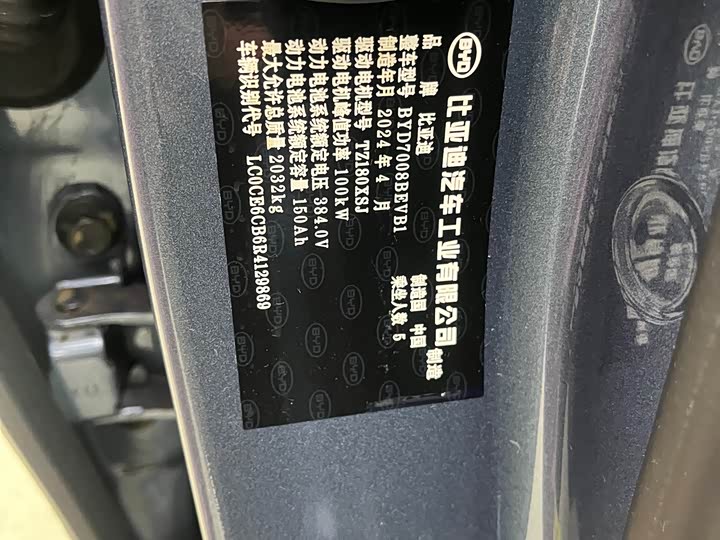 BYD 比亚迪汽车工业有限公司 制造
品牌 比亚迪 制造国 中国
整车型号 BYD7008BEVB1 乘坐人数 5
制造年月 2024年4月
驱动电机型号 TZ180XSJ
驱动电机峰值功率 100kW
动力电池系统额定电压 384.0V
动力电池系统额定容量 150Ah
最大允许总质量 2032kg
车辆识别代号 LC0CE6CB6R4129869